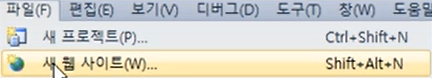 파일(F) 편집(E) 보기(V) 디버그(D) 도구(T) 창(W) 도움말
새 프로젝트(P)... Ctrl+Shift+N
새 웹 사이트(W)... Shift+Alt+N